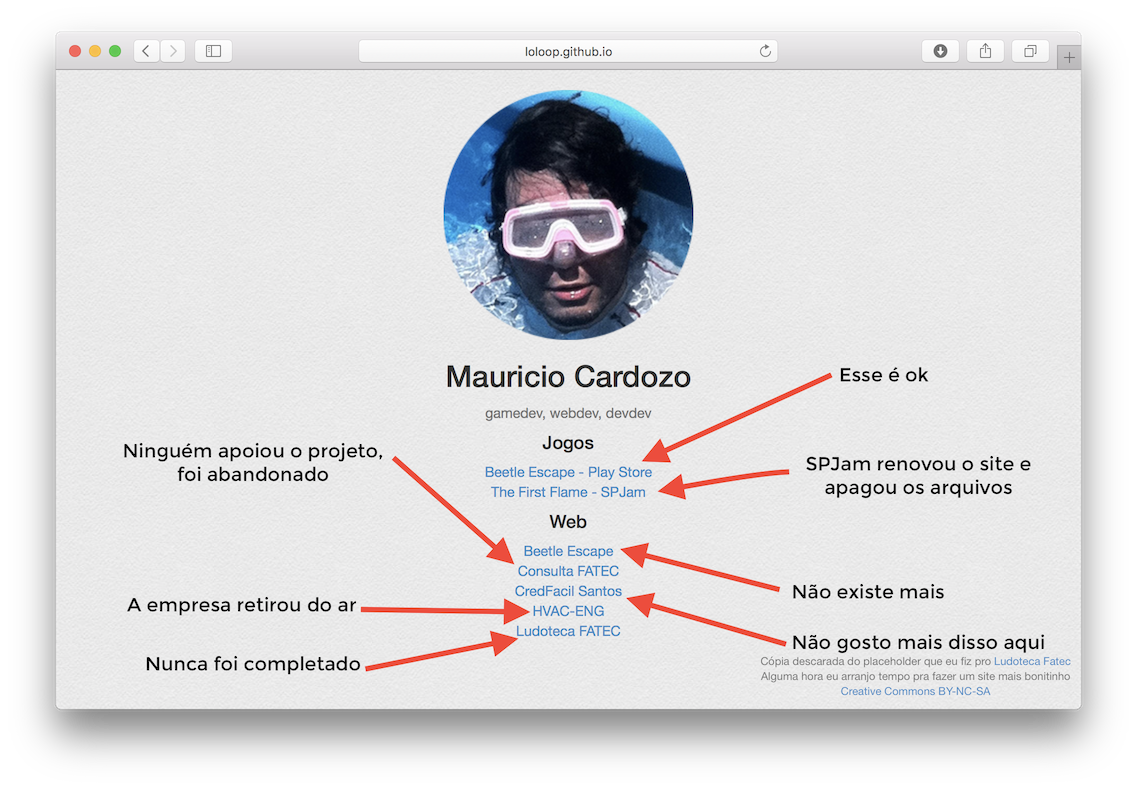 loloop.github.io
Mauricio Cardozo
gamedev, webdev, devdev
Jogos
Beetle Escape - Play Store
The First Flame - SPJam
Web
Beetle Escape
Consulta FATEC
CredFacil Santos
HVAC-ENG
Ludoteca FATEC
Esse é ok
SPJam renovou o site e
apagou os arquivos
Ninguém apoiou o projeto,
foi abandonado
Não existe mais
A empresa retirou do ar
Não gosto mais disso aqui
Nunca foi completado
Cópia descarada do placeholder que eu fiz pro Ludoteca Fatec
Alguma hora eu arranjo tempo pra fazer um site mais bonitinho
Creative Commons BY-NC-SA